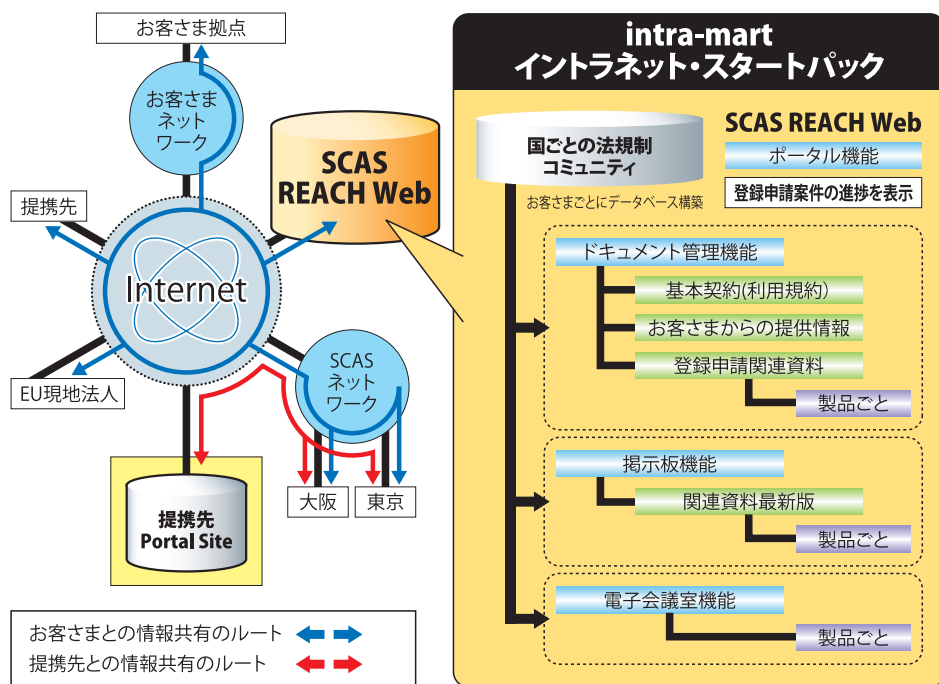 お客さま拠点
お客さま
ネット
ワーク
SCAS
REACH Web
提携先
Internet
EU現地法人
SCAS
ネット
ワーク
大阪
東京
提携先
Portal Site
お客さまとの情報共有のルート
提携先との情報共有のルート
intra-mart
イントラネット・スタートパック
国ごとの法規制
コミュニティ
お客さまごとにデータベース構築
SCAS REACH Web
ポータル機能
登録申請案件の進捗を表示
ドキュメント管理機能
基本契約(利用規約)
お客さまからの提供情報
登録申請関連資料
製品ごと
掲示板機能
関連資料最新版
製品ごと
電子会議室機能
製品ごと